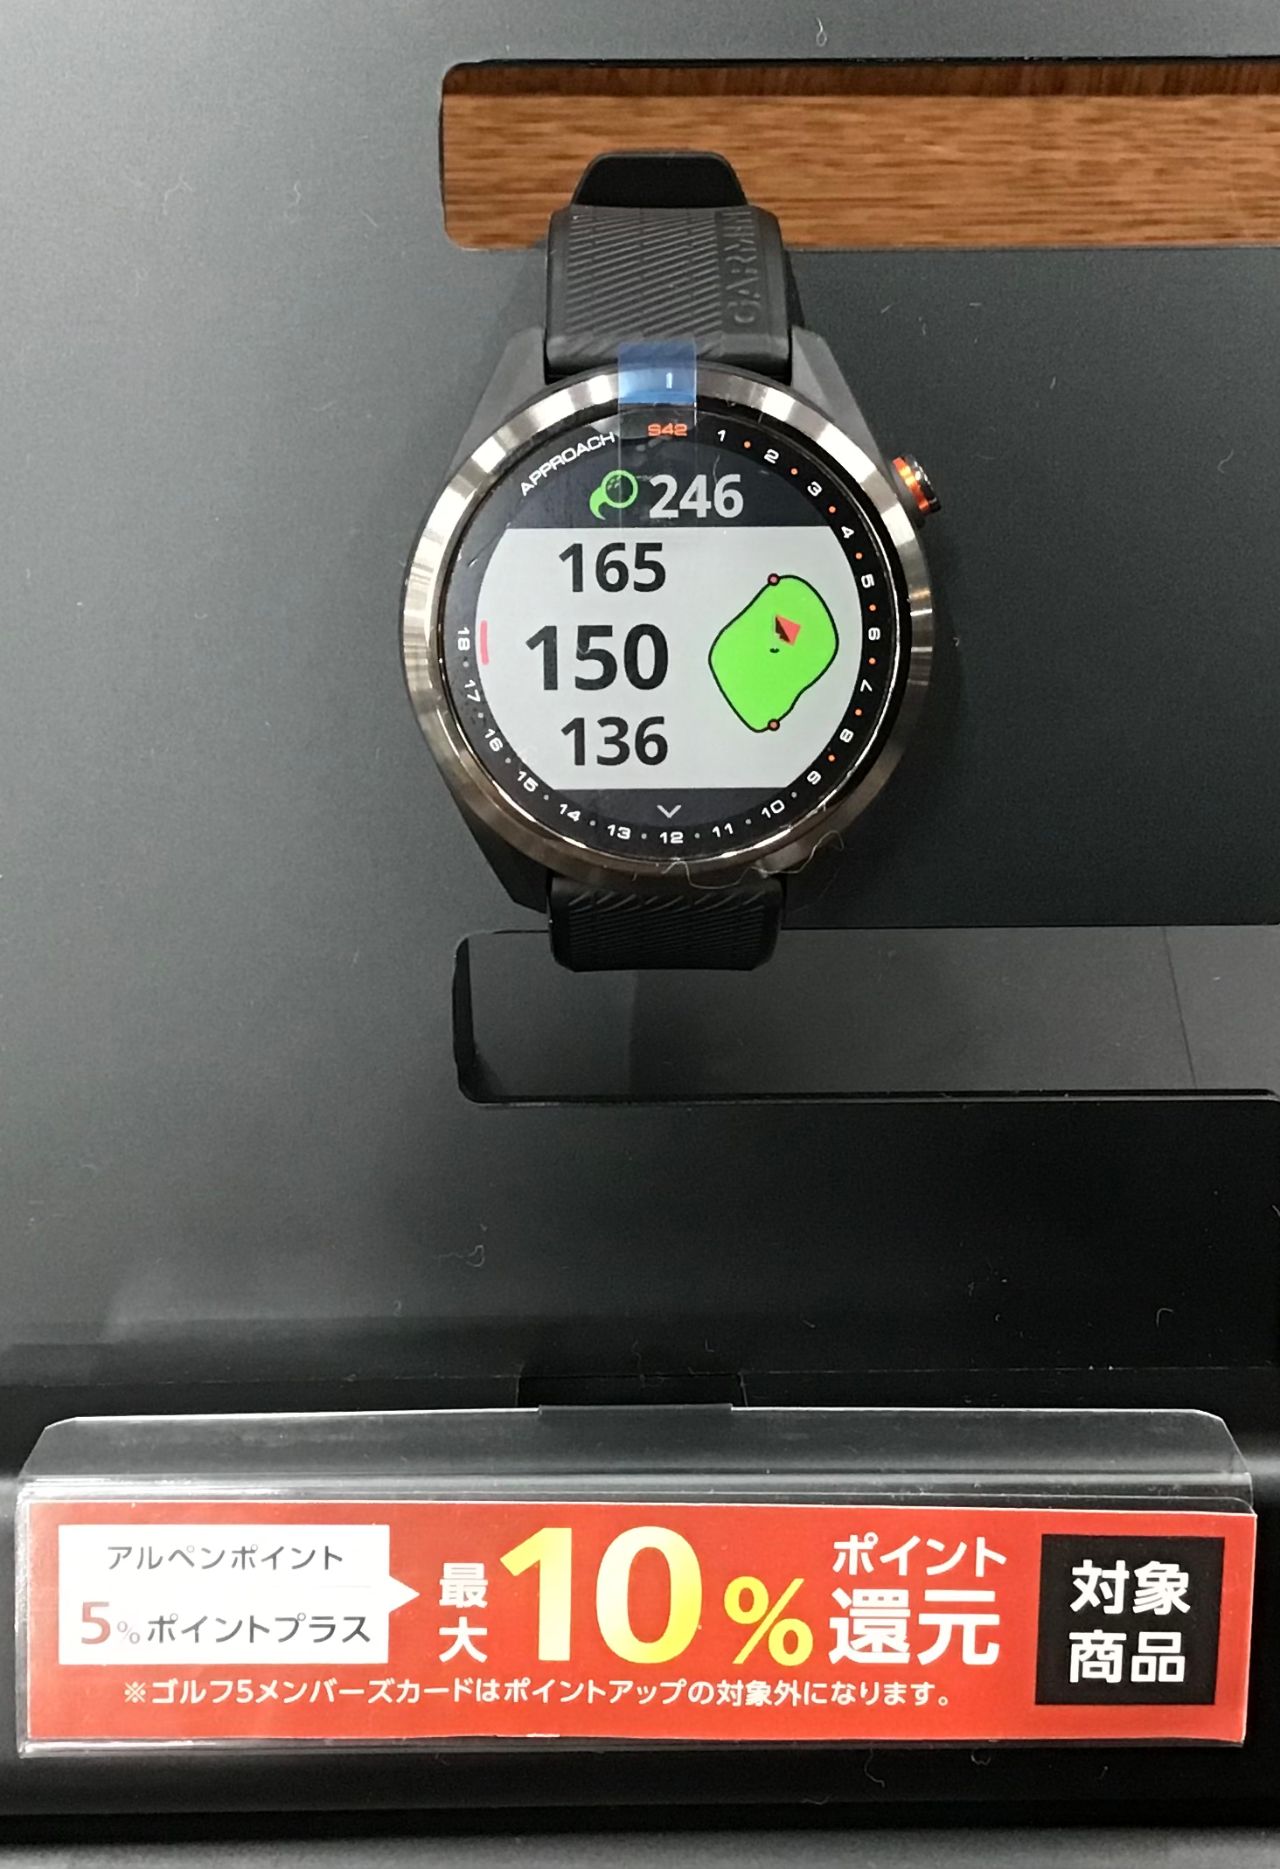 GARMIN
APPROACH S42
246
165
150
136
1 2 3 4 5 6 7 8 9 10 11 12 13 14 15 16 17 18
アルペンポイント
5%ポイントプラス
最大10%ポイント還元
対象商品
※ゴルフ5メンバーズカードはポイントアップの対象外になります。